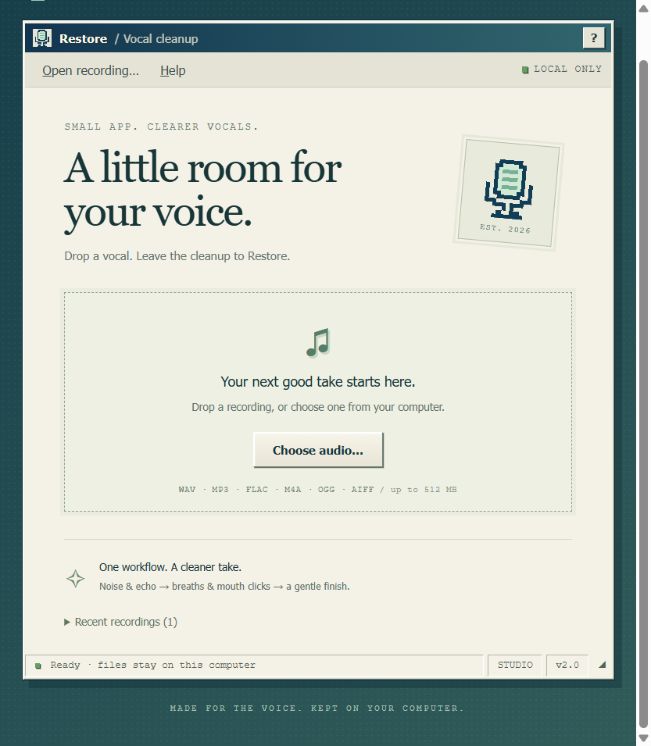 Restore / Vocal cleanup ?
Open recording... Help LOCAL ONLY
SMALL APP. CLEARER VOCALS.
A little room for
your voice.
EST. 2026
Drop a vocal. Leave the cleanup to Restore.
Your next good take starts here.
Drop a recording, or choose one from your computer.
Choose audio...
WAV · MP3 · FLAC · M4A · OGG · AIFF / up to 512 MB
One workflow. A cleaner take.
Noise & echo → breaths & mouth clicks → a gentle finish.
Recent recordings (1)
Ready · files stay on this computer STUDIO v2.0
MADE FOR THE VOICE. KEPT ON YOUR COMPUTER.